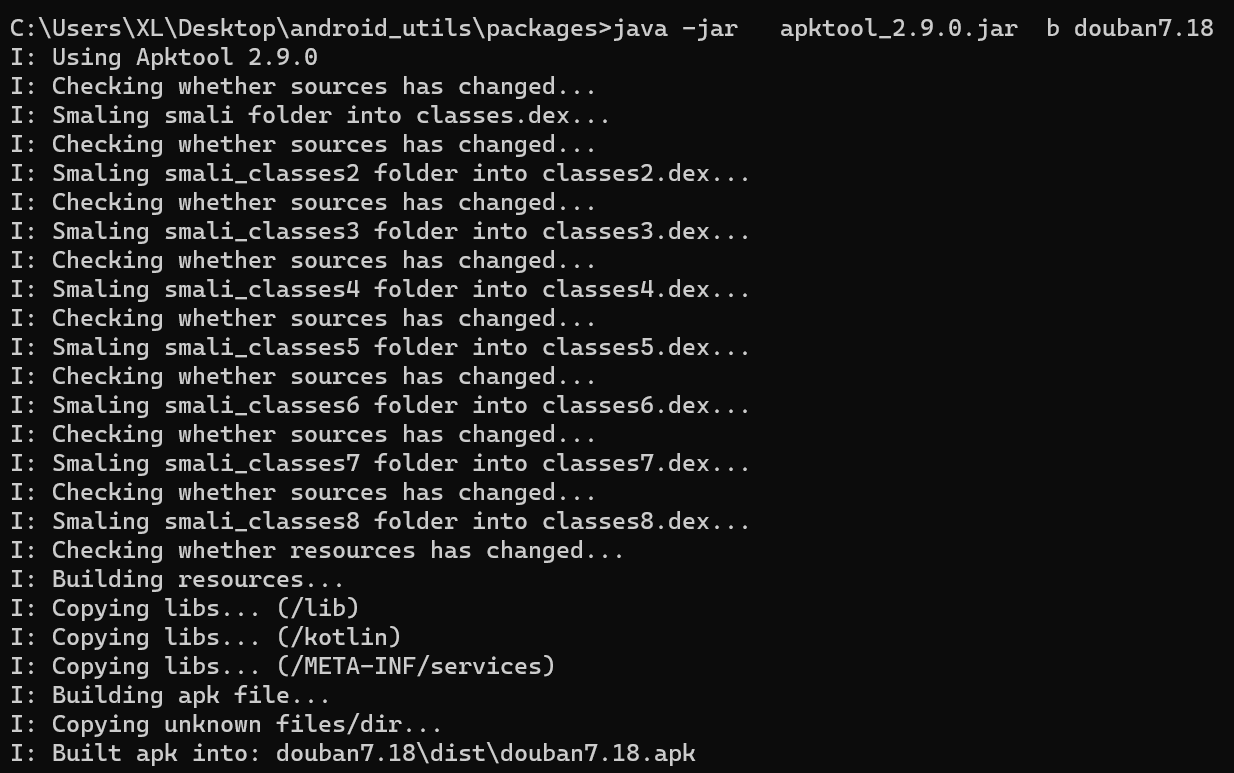 C:\Users\XL\Desktop\android_utils\packages>java -jar   apktool_2.9.0.jar  b douban7.18
I: Using Apktool 2.9.0
I: Checking whether sources has changed...
I: Smaling smali folder into classes.dex...
I: Checking whether sources has changed...
I: Smaling smali_classes2 folder into classes2.dex...
I: Checking whether sources has changed...
I: Smaling smali_classes3 folder into classes3.dex...
I: Checking whether sources has changed...
I: Smaling smali_classes4 folder into classes4.dex...
I: Checking whether sources has changed...
I: Smaling smali_classes5 folder into classes5.dex...
I: Checking whether sources has changed...
I: Smaling smali_classes6 folder into classes6.dex...
I: Checking whether sources has changed...
I: Smaling smali_classes7 folder into classes7.dex...
I: Checking whether sources has changed...
I: Smaling smali_classes8 folder into classes8.dex...
I: Checking whether resources has changed...
I: Building resources...
I: Copying libs... (/lib)
I: Copying libs... (/kotlin)
I: Copying libs... (/META-INF/services)
I: Building apk file...
I: Copying unknown files/dir...
I: Built apk into: douban7.18\dist\douban7.18.apk